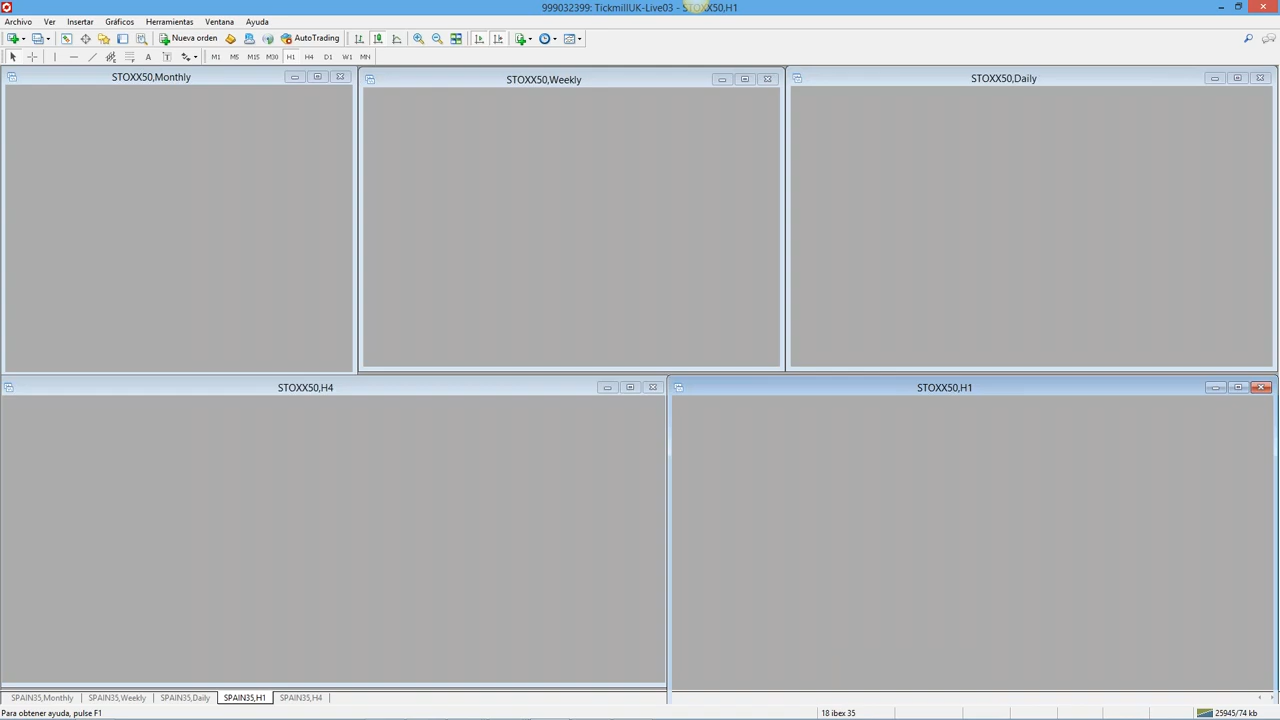 999032399: TickmillUK-Live03 - STOXX50,H1
Archivo Ver Insertar Gráficos Herramientas Ventana Ayuda
Nueva orden AutoTrading
A T M1 M5 M15 M30 H1 H4 D1 W1 MN
STOXX50,Monthly
STOXX50,Weekly
STOXX50,Daily
STOXX50,H4
STOXX50,H1
SPAIN35,Monthly SPAIN35,Weekly SPAIN35,Daily SPAIN35,H1 SPAIN35,H4
Para obtener ayuda, pulse F1 18 ibex 35 25945/74 kb